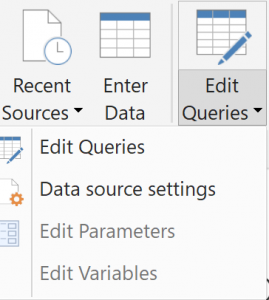 Recent
Sources
Enter
Data
Edit
Queries
Edit Queries
Data source settings
Edit Parameters
Edit Variables